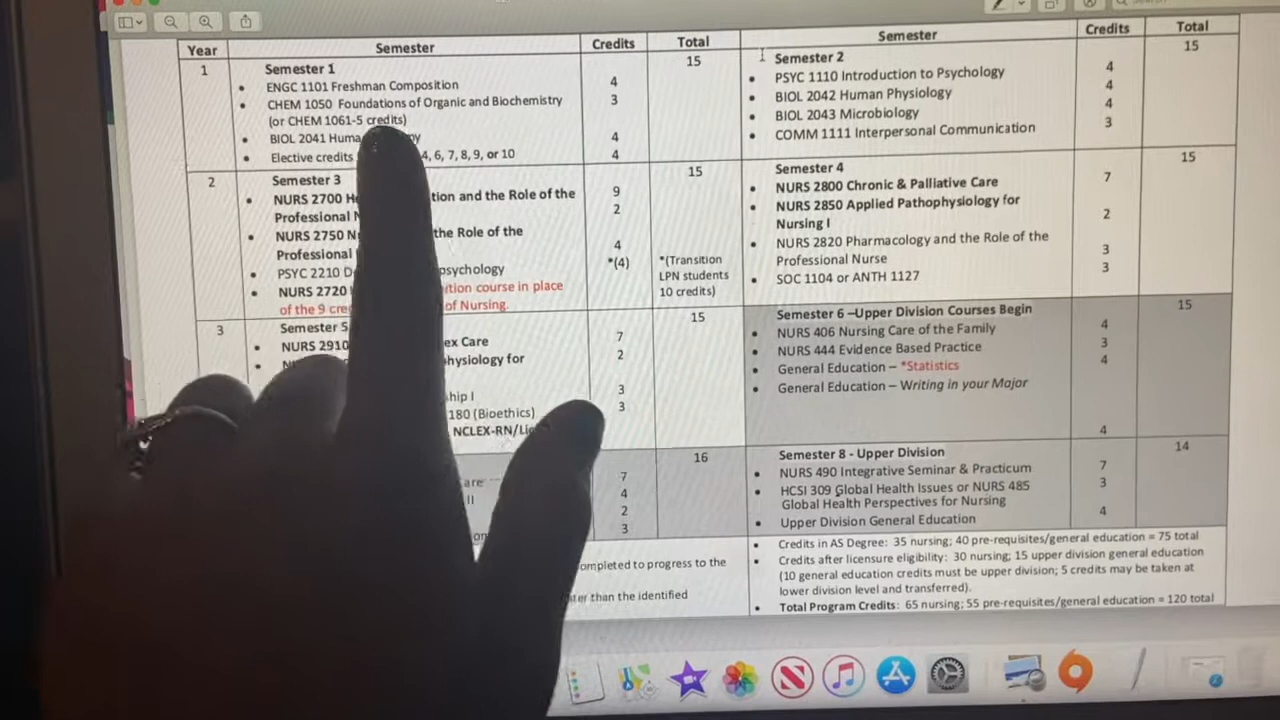 Year Semester Credits Total Semester Credits Total
1 Semester 1 15
ENGC 1101 Freshman Composition 4
CHEM 1050 Foundations of Organic and Biochemistry 3
(or CHEM 1061-5 credits)
BIOL 2041 4
Elective credits 4, 6, 7, 8, 9, or 10 4
Semester 2 15
PSYC 1110 Introduction to Psychology 4
BIOL 2042 Human Physiology 4
BIOL 2043 Microbiology 4
COMM 1111 Interpersonal Communication 3
2 Semester 3 15
NURS 2700 and the Role of the 9
Professional 2
NURS 2750 the Role of the
Professional 4
PSYC 2210 psychology *(4) *(Transition
NURS 2720 course in place LPN students
of the 9 of Nursing. 10 credits)
Semester 4 15
NURS 2800 Chronic & Palliative Care 7
NURS 2850 Applied Pathophysiology for
Nursing I 2
NURS 2820 Pharmacology and the Role of the
Professional Nurse 3
SOC 1104 or ANTH 1127 3
3 Semester 5 15
NURS 2910 Care 7
for 2
I 3
180 (Bioethics) 3
Semester 6 –Upper Division Courses Begin 15
NURS 406 Nursing Care of the Family 4
NURS 444 Evidence Based Practice 3
General Education – *Statistics 4
General Education – Writing in your Major
4
16
7
II 4
2
3
Semester 8 - Upper Division 14
NURS 490 Integrative Seminar & Practicum 7
HCSI 309 Global Health Issues or NURS 485 3
Global Health Perspectives for Nursing
Upper Division General Education 4
completed to progress to the
than the identified
Credits in AS Degree: 35 nursing; 40 pre-requisites/general education = 75 total
Credits after licensure eligibility: 30 nursing; 15 upper division general education
(10 general education credits must be upper division; 5 credits may be taken at
lower division level and transferred).
Total Program Credits: 65 nursing; 55 pre-requisites/general education = 120 total